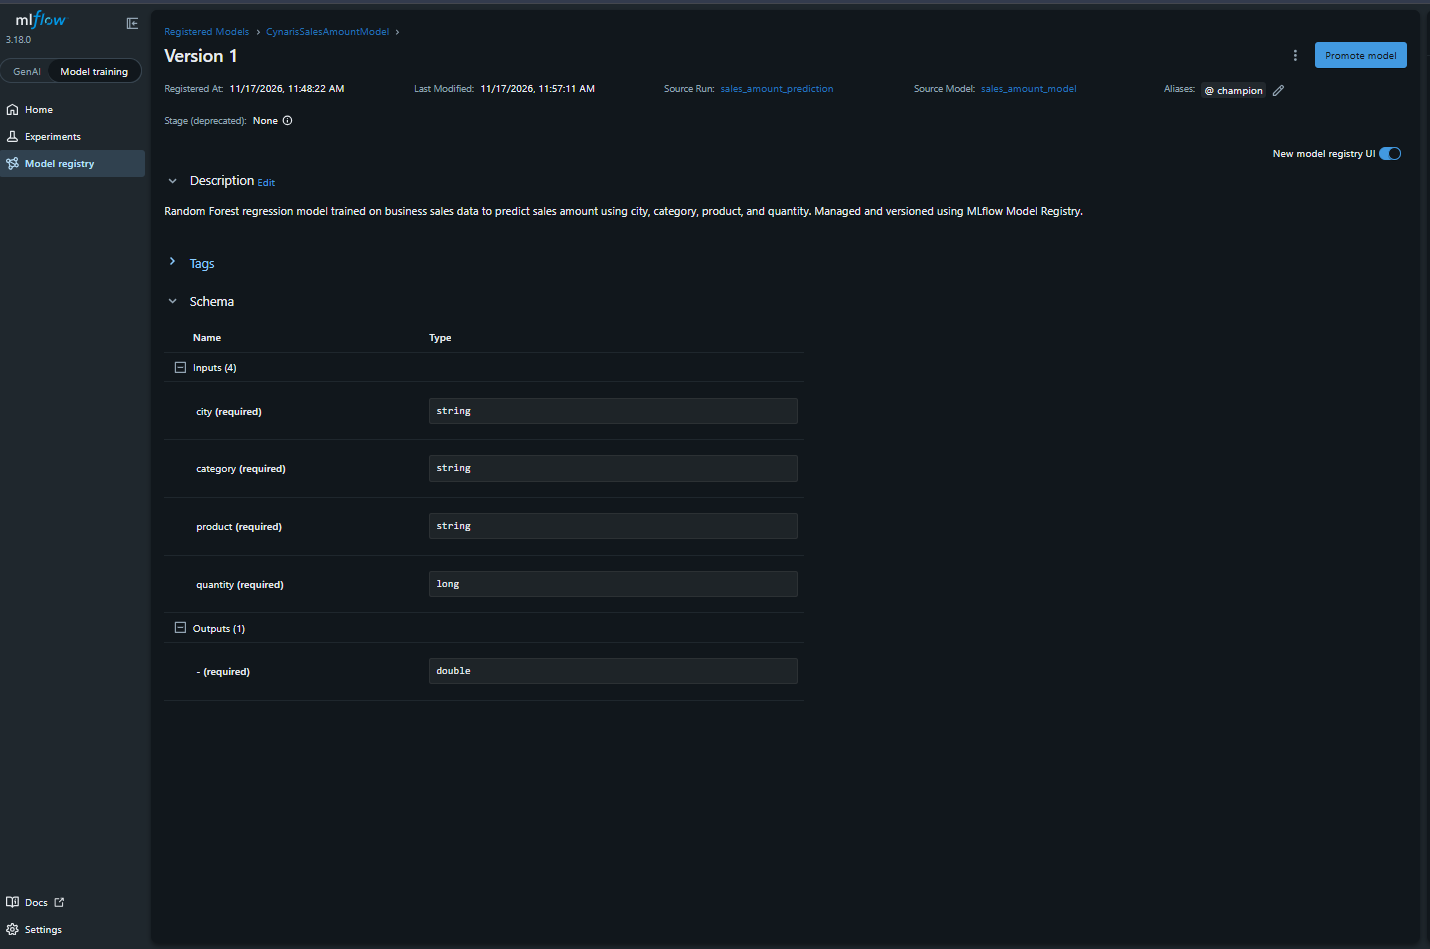 mlflow
3.18.0
GenAI Model training
Home
Experiments
Model registry
Docs
Settings
Registered Models > CynarisSalesAmountModel >
Version 1
Promote model
Registered At: 11/17/2026, 11:48:22 AM Last Modified: 11/17/2026, 11:57:11 AM Source Run: sales_amount_prediction Source Model: sales_amount_model Aliases: @ champion
Stage (deprecated): None
New model registry UI
Description Edit
Random Forest regression model trained on business sales data to predict sales amount using city, category, product, and quantity. Managed and versioned using MLflow Model Registry.
Tags
Schema
Name Type
Inputs (4)
city (required) string
category (required) string
product (required) string
quantity (required) long
Outputs (1)
- (required) double